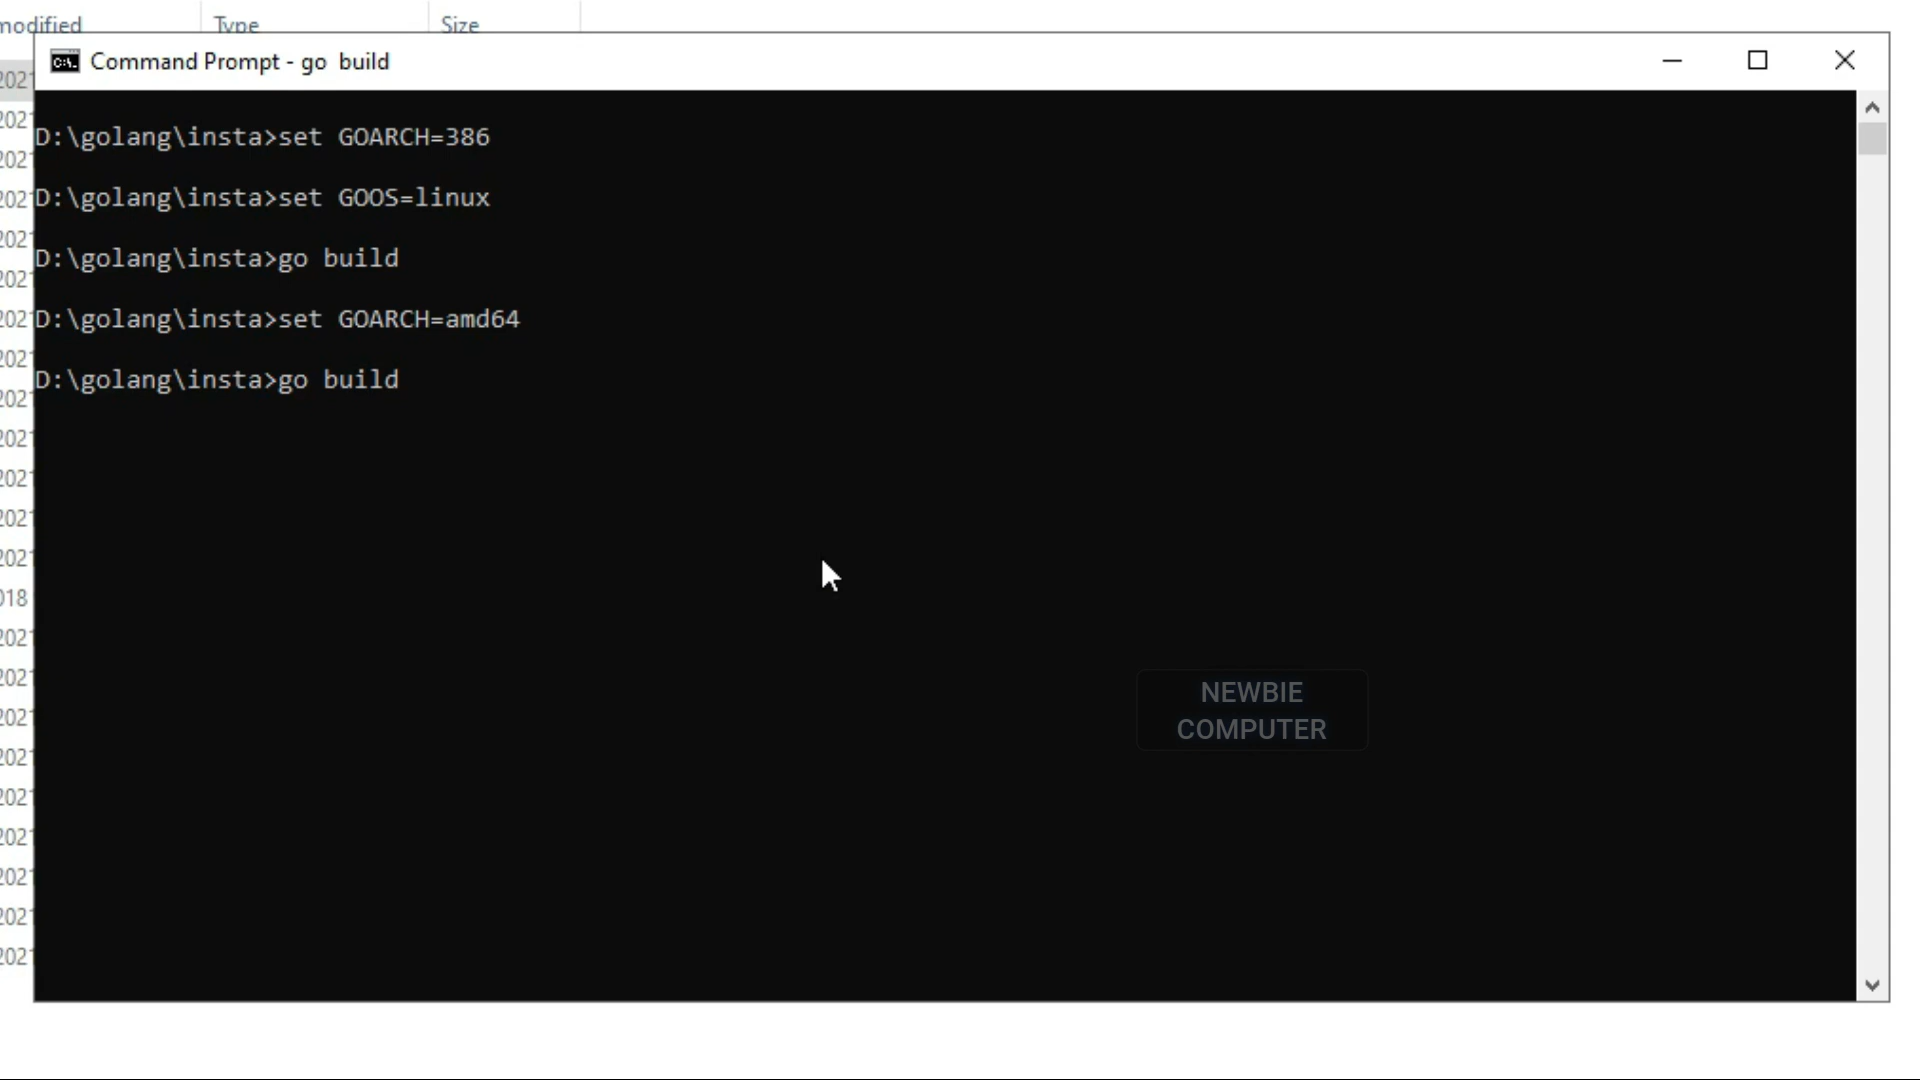 modified Type Size
Command Prompt - go  build
D:\golang\insta>set GOARCH=386
D:\golang\insta>set GOOS=linux
D:\golang\insta>go build
D:\golang\insta>set GOARCH=amd64
D:\golang\insta>go build
018
NEWBIE
COMPUTER